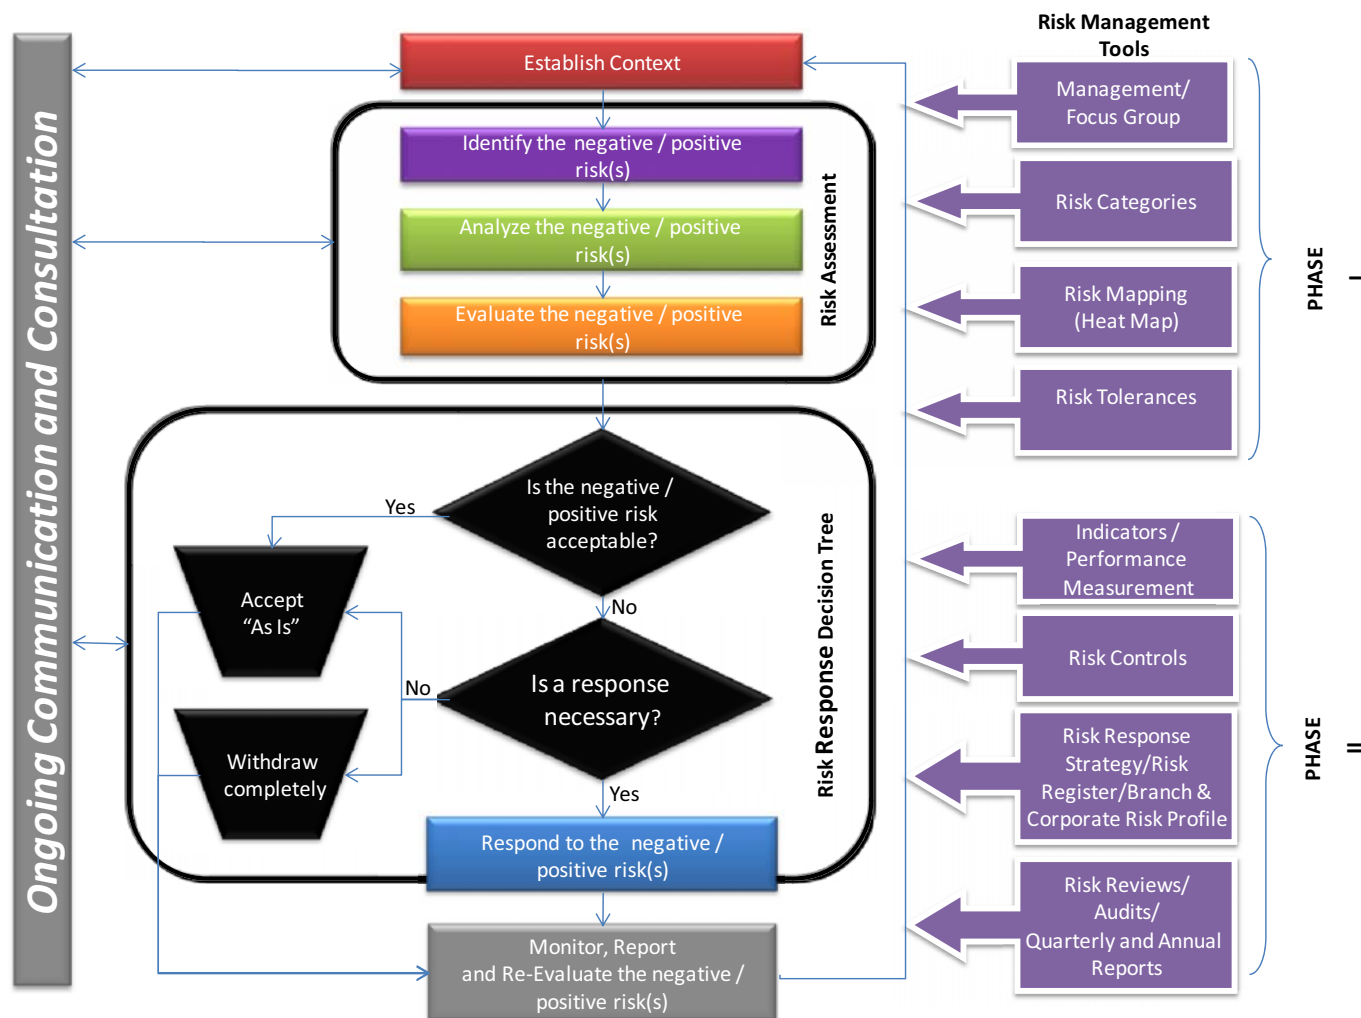 Ongoing Communication and Consultation
Establish Context
Identify the negative / positive
risk(s)
Analyze the negative / positive
risk(s)
Evaluate the negative / positive
risk(s)
Risk Assessment
Is the negative /
positive risk
acceptable?
Yes
No
Accept
“As Is”
Is a response
necessary?
No
Yes
Withdraw
completely
Respond to the negative /
positive risk(s)
Risk Response Decision Tree
Monitor, Report
and Re-Evaluate the negative /
positive risk(s)
Risk Management
Tools
Management/
Focus Group
Risk Categories
Risk Mapping
(Heat Map)
Risk Tolerances
PHASE
I
Indicators /
Performance
Measurement
Risk Controls
Risk Response
Strategy/Risk
Register/Branch &
Corporate Risk Profile
Risk Reviews/
Audits/
Quarterly and Annual
Reports
PHASE
II